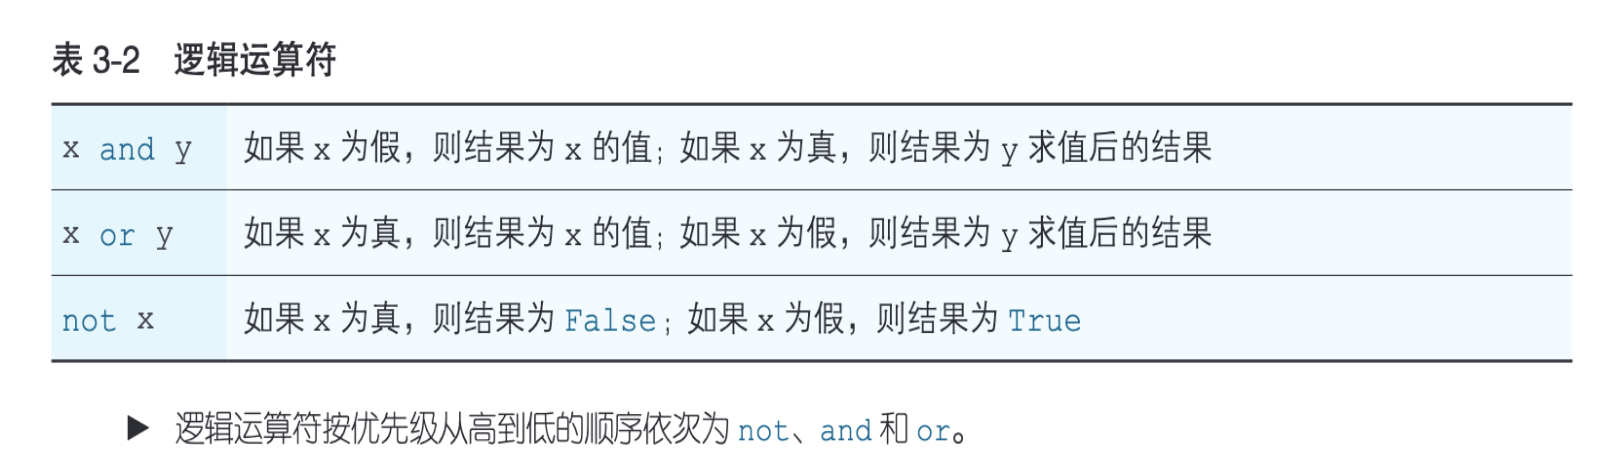 表 3-2 逻辑运算符
x and y 如果 x 为假，则结果为 x 的值；如果 x 为真，则结果为 y 求值后的结果
x or y 如果 x 为真，则结果为 x 的值；如果 x 为假，则结果为 y 求值后的结果
not x 如果 x 为真，则结果为 False；如果 x 为假，则结果为 True
▶ 逻辑运算符按优先级从高到低的顺序依次为 not、and 和 or。